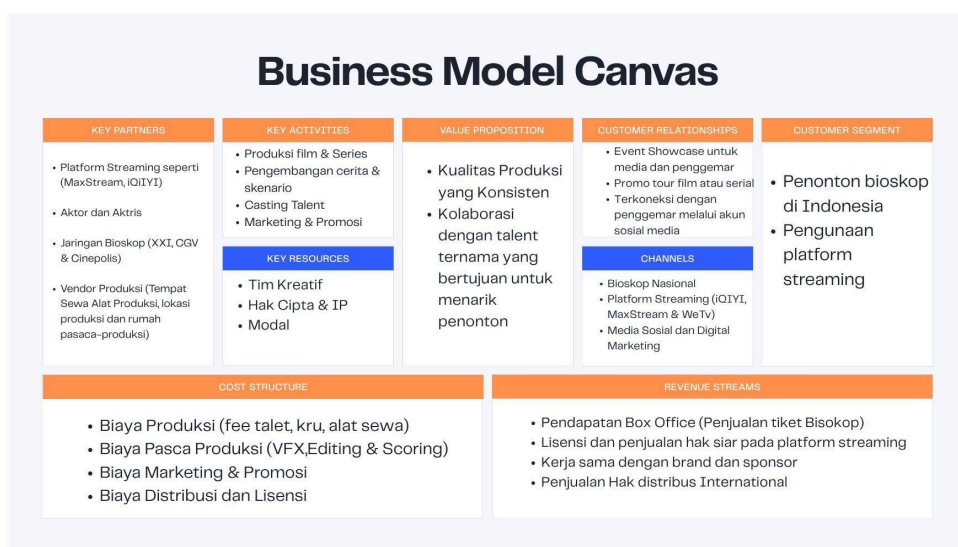 Business Model Canvas
KEY PARTNERS
• Platform Streaming seperti
(MaxStream, iQiIYI)
• Aktor dan Aktris
• Jaringan Bioskop (XXI, CGV
& Cinepolis)
• Vendor Produksi (Tempat
Sewa Alat Produksi, lokasi
produksi dan rumah
pasaca-produksi)
KEY ACTIVITIES
• Produksi film & Series
• Pengembangan cerita &
skenario
• Casting Talent
• Marketing & Promosi
KEY RESOURCES
• Tim Kreatif
• Hak Cipta & IP
• Modal
VALUE PROPOSITION
• Kualitas Produksi
yang Konsisten
• Kolaborasi
dengan talent
ternama yang
bertujuan untuk
menarik
penonton
CUSTOMER RELATIONSHIPS
• Event Showcase untuk
media dan penggemar
• Promo tour film atau serial
• Terkoneksi dengan
penggemar melalui akun
sosial media
CHANNELS
• Bioskop Nasional
• Platform Streaming (iQIYI,
MaxStream & WeTv)
• Media Sosial dan Digital
Marketing
CUSTOMER SEGMENT
• Penonton bioskop
di Indonesia
• Pengunaan
platform
streaming
COST STRUCTURE
• Biaya Produksi (fee talet, kru, alat sewa)
• Biaya Pasca Produksi (VFX,Editing & Scoring)
• Biaya Marketing & Promosi
• Biaya Distribusi dan Lisensi
REVENUE STREAMS
• Pendapatan Box Office (Penjualan tiket Bisokop)
• Lisensi dan penjualan hak siar pada platform streaming
• Kerja sama dengan brand dan sponsor
• Penjualan Hak distribus International